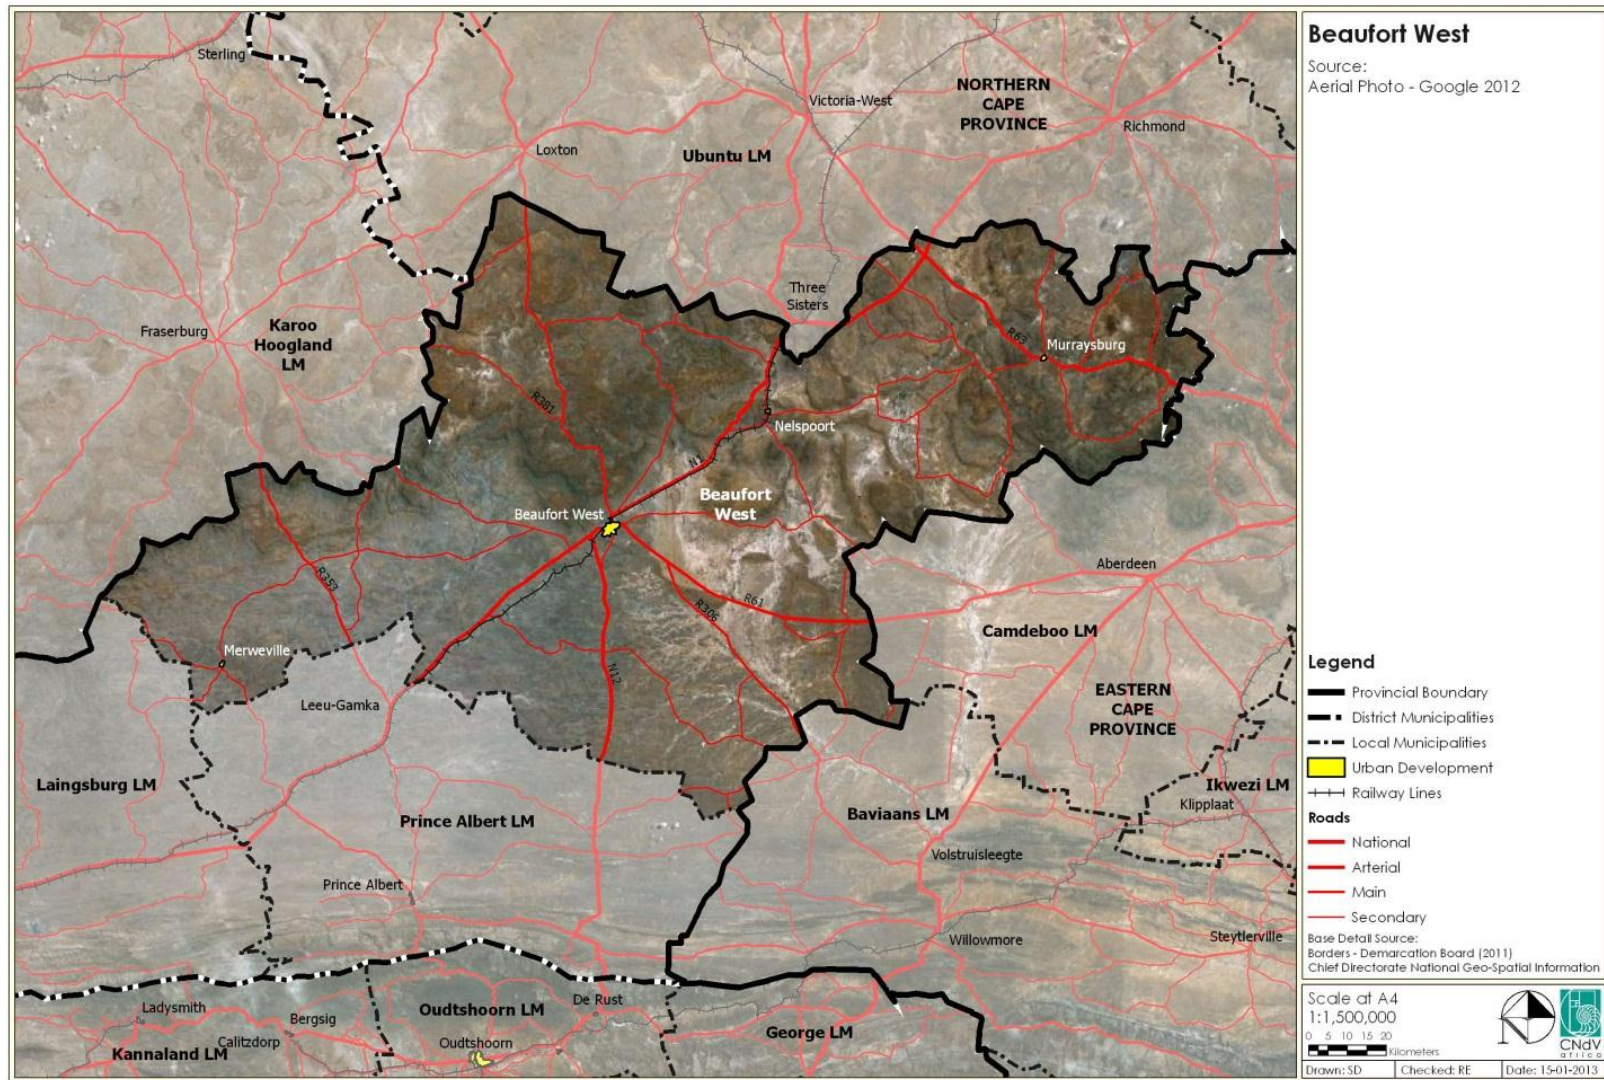 Beaufort West
Source:
Aerial Photo - Google 2012
Sterling
Victoria-West
NORTHERN
CAPE
PROVINCE
Richmond
Loxton
Ubuntu LM
Three
Sisters
Fraserburg
Karoo
Hoogland
LM
R63
Murraysburg
R381
Nelspoort
N1
Beaufort
West
Beaufort West
Aberdeen
R353
R61
R306
Camdeboo LM
Merweville
N12
Leeu-Gamka
EASTERN
CAPE
PROVINCE
Laingsburg LM
Ikwezi LM
Klipplaat
Prince Albert LM
Baviaans LM
Volstruisleegte
Prince Albert
Willowmore
Steytlerville
Ladysmith
Bergsig
Oudtshoorn LM
De Rust
George LM
Calitzdorp
Oudtshoorn
Kannaland LM
Legend
Provincial Boundary
District Municipalities
Local Municipalities
Urban Development
Railway Lines
Roads
National
Arterial
Main
Secondary
Base Detail Source:
Borders - Demarcation Board (2011)
Chief Directorate National Geo-Spatial Information
Scale at A4
1:1,500,000
0 5 10 15 20
Kilometers
N
CNdV
africa
Drawn: SD
Checked: RE
Date: 15-01-2013